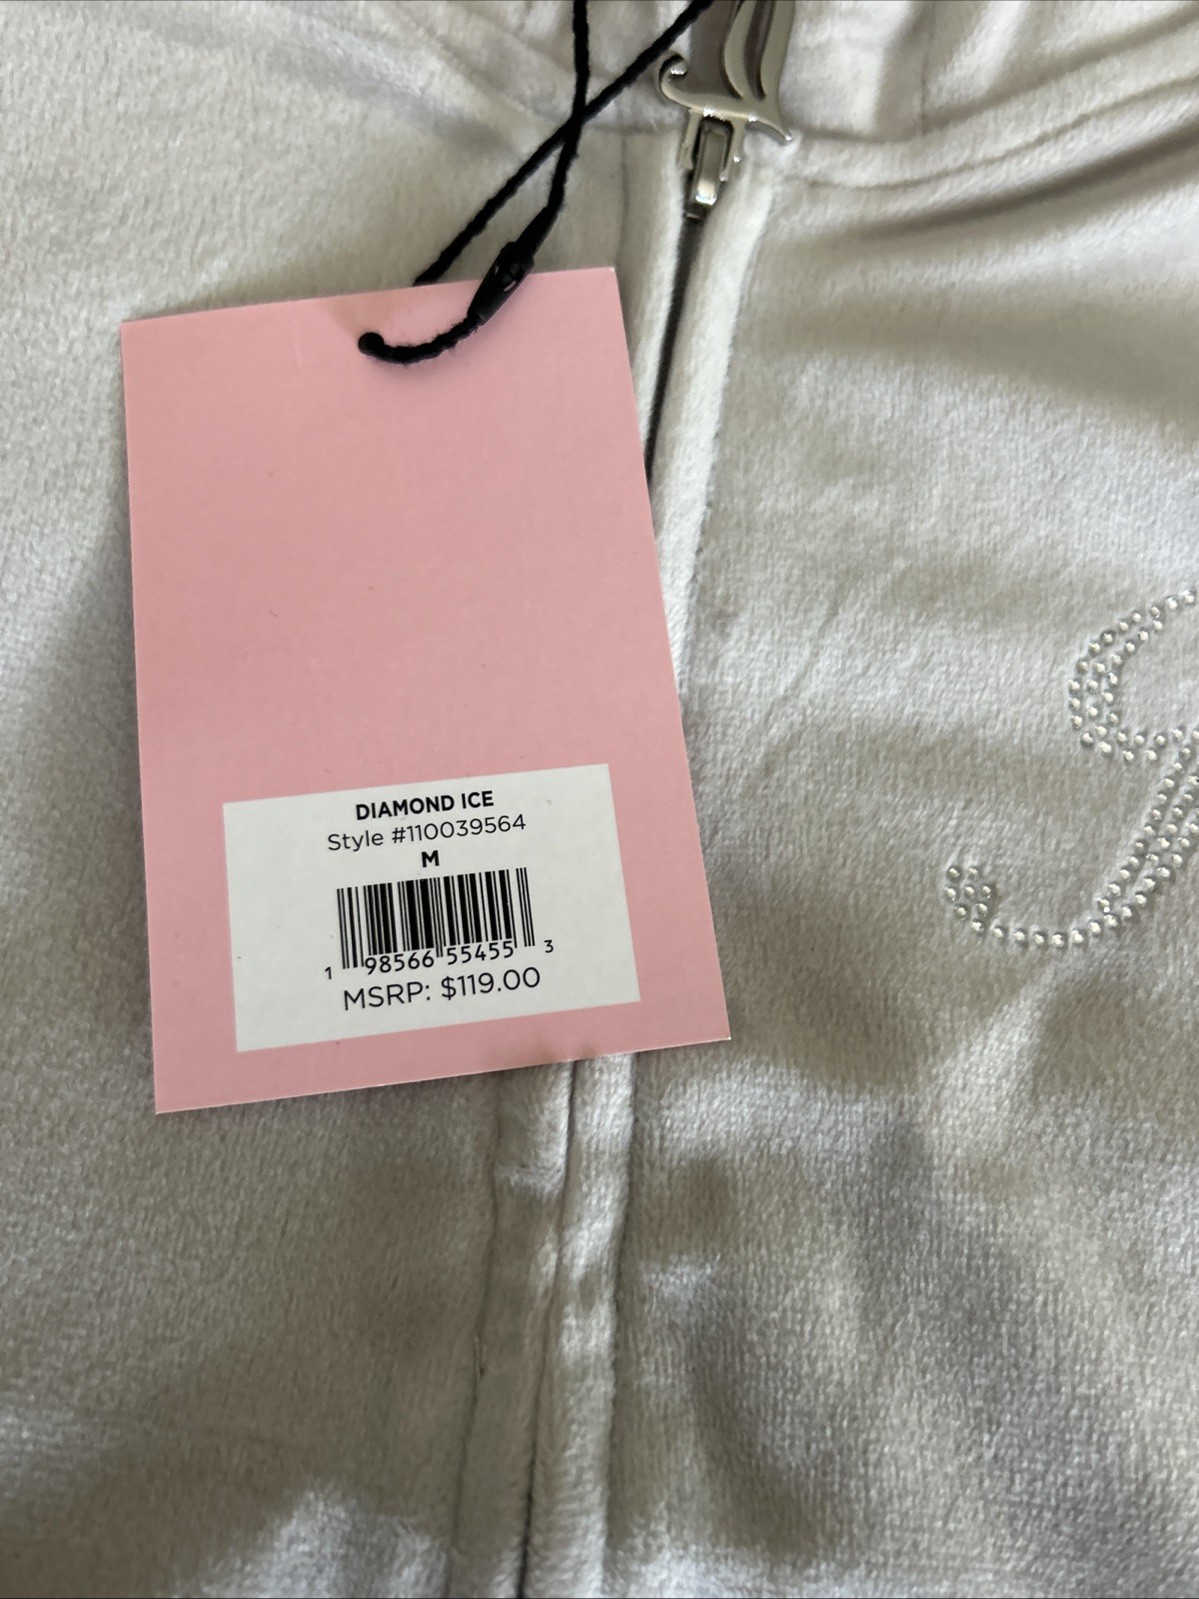 DIAMOND ICE
Style #110039564
M
1 98566 55455 3
MSRP: $119.00